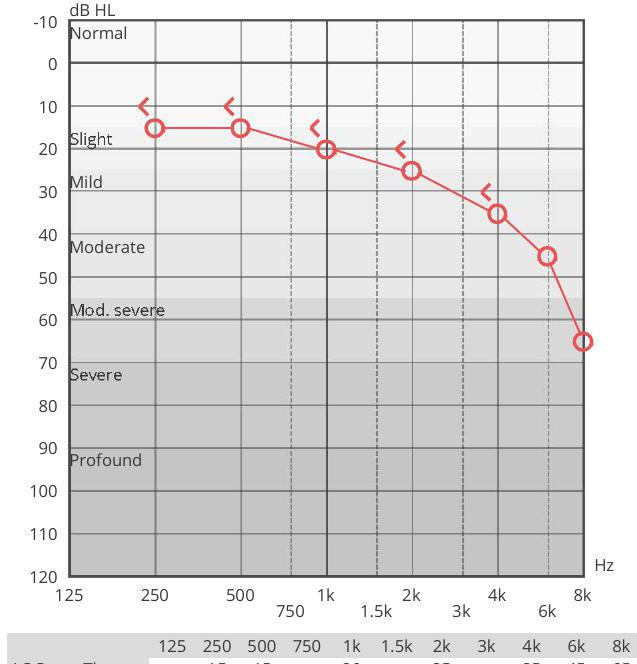 dB HL
-10
Normal
0
10
Slight
20
Mild
30
40
Moderate
50
Mod. severe
60
70
Severe
80
90
Profound
100
110
120
Hz
125 250 500 1k 2k 4k 8k
750 1.5k 3k 6k
125 250 500 750 1k 1.5k 2k 3k 4k 6k 8k